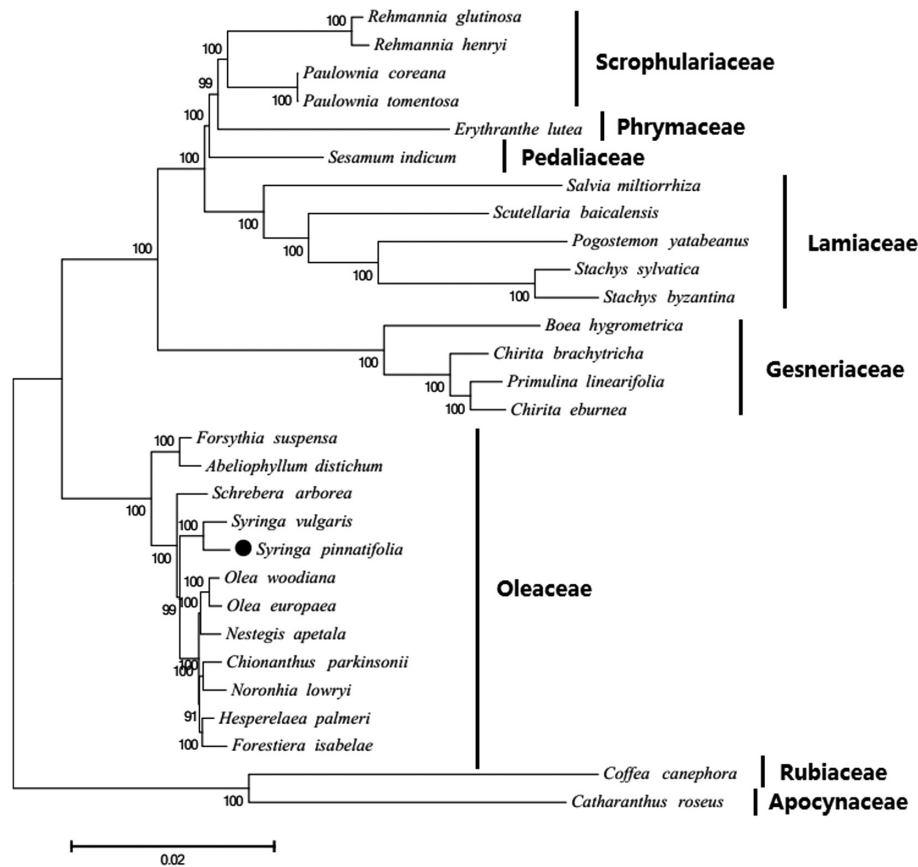 100
Rehmannia glutinosa
100
Rehmannia henryi
Scrophulariaceae
99
Paulownia coreana
100
Paulownia tomentosa
100
Erythranthe lutea
Phrymaceae
100
Sesamum indicum
Pedaliaceae
Salvia miltiorrhiza
100
Scutellaria baicalensis
100
Pogostemon yatabeanus
Lamiaceae
100
Stachys sylvatica
100
Stachys byzantina
100
Boea hygrometrica
100
Chirita brachytricha
Gesneriaceae
100
Primulina linearifolia
100
Chirita eburnea
100
Forsythia suspensa
Abeliophyllum distichum
100
Schrebera arborea
100
Syringa vulgaris
100
Syringa pinnatifolia
100
Olea woodiana
Oleaceae
100
Olea europaea
99
Nestegis apetala
100
100
Chionanthus parkinsonii
Noronhia lowryi
91
Hesperelaea palmeri
100
Forestiera isabelae
Coffea canephora
Rubiaceae
100
Catharanthus roseus
Apocynaceae
0.02